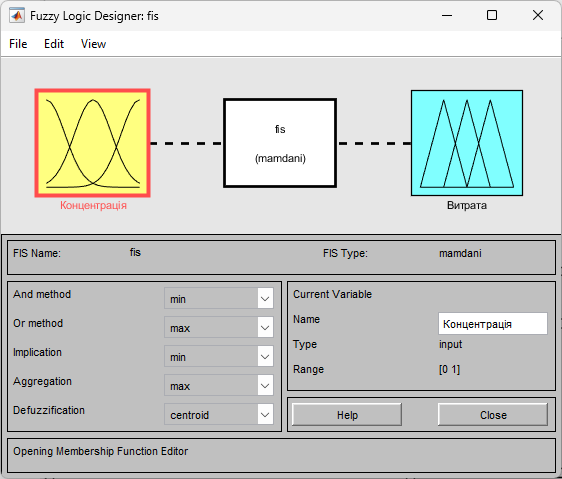 Fuzzy Logic Designer: fis
File Edit View
fis
(mamdani)
Концентрація
Витрата
FIS Name: fis FIS Type: mamdani
And method min
Or method max
Implication min
Aggregation max
Defuzzification centroid
Current Variable
Name Концентрація
Type input
Range [0 1]
Help Close
Opening Membership Function Editor